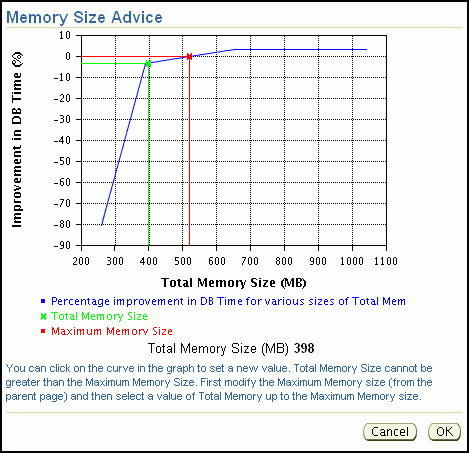 Memory Size Advice
Improvement in DB Time (%)
10
0
-10
-20
-30
-40
-50
-60
-70
-80
-90
200 300 400 500 600 700 800 900 1000 1100
Total Memory Size (MB)
Percentage improvement in DB Time for various sizes of Total Mem
Total Memory Size
Maximum Memory Size
Total Memory Size (MB) 398
You can click on the curve in the graph to set a new value. Total Memory Size cannot be
greater than the Maximum Memory Size. First modify the Maximum Memory size (from the
parent page) and then select a value of Total Memory up to the Maximum Memory size.
Cancel OK